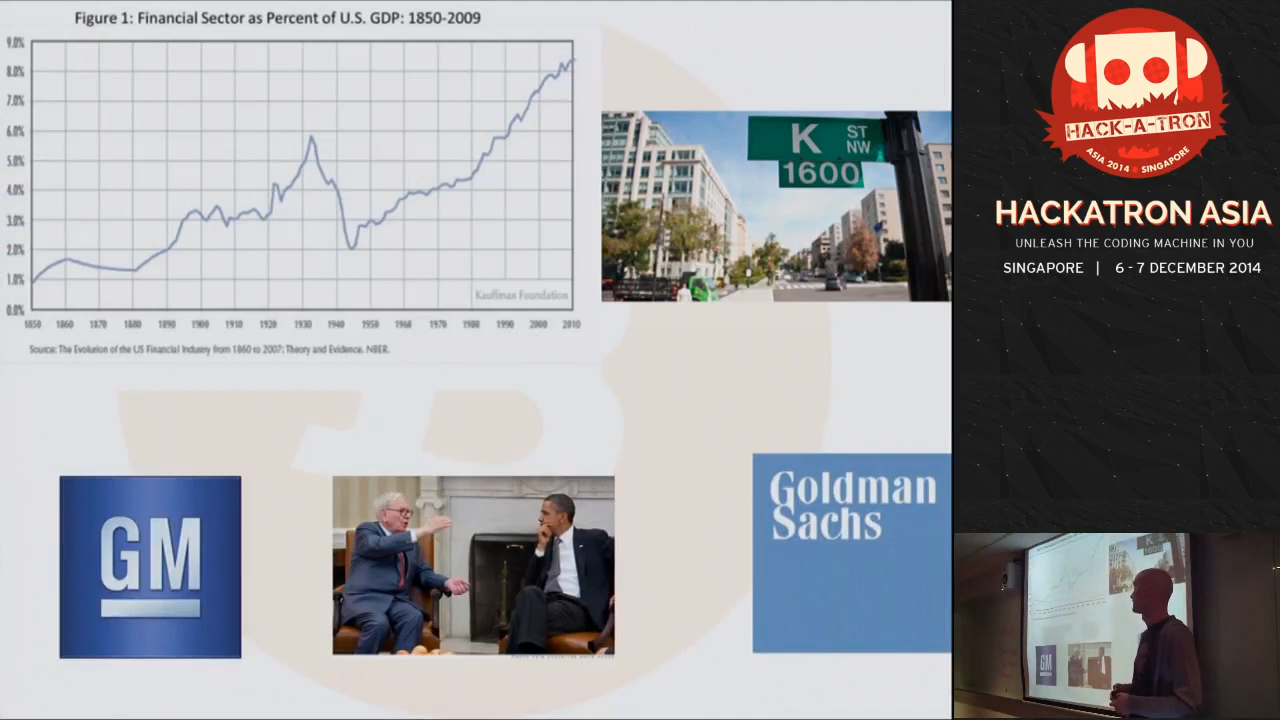 Figure 1: Financial Sector as Percent of U.S. GDP: 1850-2009
9.0%
8.0%
7.0%
6.0%
5.0%
4.0%
3.0%
2.0%
1.0%
0.0%
Kauffman Foundation
1850 1860 1870 1880 1890 1900 1910 1920 1930 1940 1950 1960 1970 1980 1990 2000 2010
Source: The Evolution of the US Financial Industry from 1860 to 2007: Theory and Evidence. NBER.
K ST NW
1600
GM
Goldman
Sachs
HACK-A-TRON
ASIA 2014 SINGAPORE
HACKATRON ASIA
UNLEASH THE CODING MACHINE IN YOU
SINGAPORE | 6 - 7 DECEMBER 2014
K
1600
GM